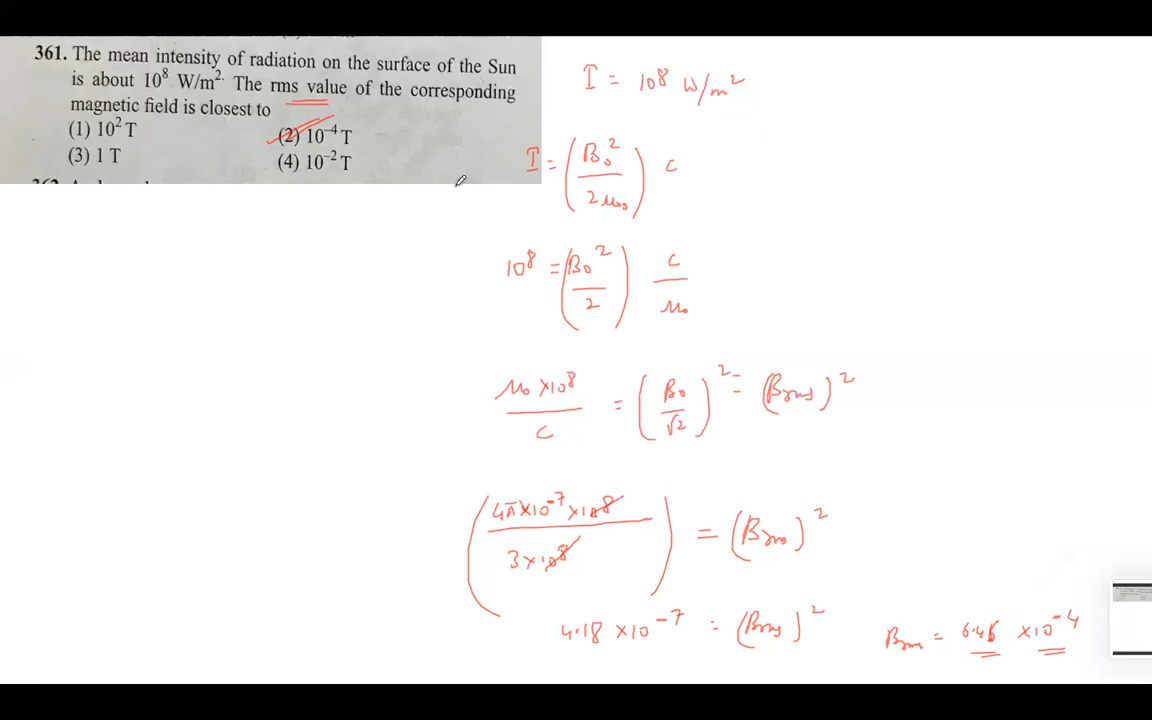 361. The mean intensity of radiation on the surface of the Sun
is about 10⁸ W/m². The rms value of the corresponding
magnetic field is closest to
(1) 10² T (2) 10⁻⁴ T
(3) 1 T (4) 10⁻² T
I = 10⁸ W/m²
I = (B₀²/2μ₀) c
10⁸ = (B₀²/2) c/μ₀
μ₀ × 10⁸/c = (B₀/√2)² = (Brms)²
(4π × 10⁻⁷ × 10⁸/3 × 10⁸) = (Brms)²
4.18 × 10⁻⁷ = (Brms)²
Brms = 6.46 × 10⁻⁴